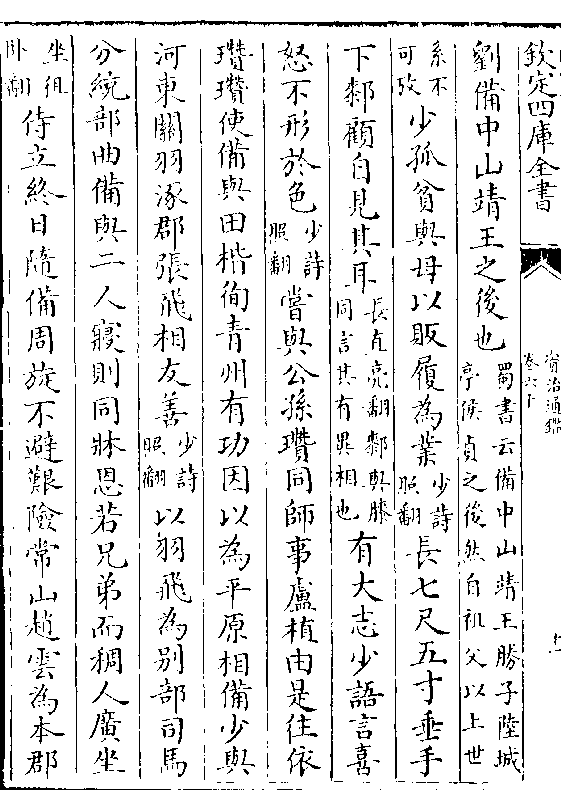 欽定四庫全書
資治通鑑
卷六十
劉備中山靖王之後也蜀書云備中山靖王勝子陸城亭侯貞之後然自祖父以上世
系不可攷少孤貧與母以販履為業少詩照翻長七尺五寸垂手
下郄顧自見其耳長直亮翻郄與膝同言其有異相也有大志少語言喜
怒不形於色少詩照翻嘗與公孫瓚同師事盧植由是往依
瓚瓚使備與田楷徇青州有功因以為平原相備少與
河東關羽涿郡張飛相友善少詩照翻以羽飛為別部司馬
分統部曲備與二人寢則同牀恩若兄弟而稠人廣坐
坐徂卧翻侍立終日隨備周旋不避艱險常山趙雲為本郡